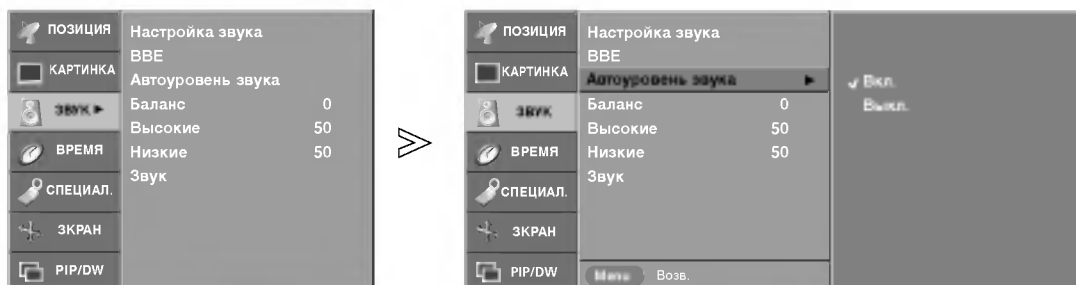 ПОЗИЦИЯ
КАРТИНКА
ЗВУК
ВРЕМЯ
СПЕЦИАЛ.
ЗКРАН
PIP/DW
Настройка звука
BBE
Автоуровень звука
Баланс 0
Высокие 50
Низкие 50
Звук
ПОЗИЦИЯ
КАРТИНКА
ЗВУК
ВРЕМЯ
СПЕЦИАЛ.
ЗКРАН
PIP/DW
Настройка звука
BBE
Автоуровень звука
Баланс 0
Высокие 50
Низкие 50
Звук
Menu Возв.
Вкл.
Выкл.